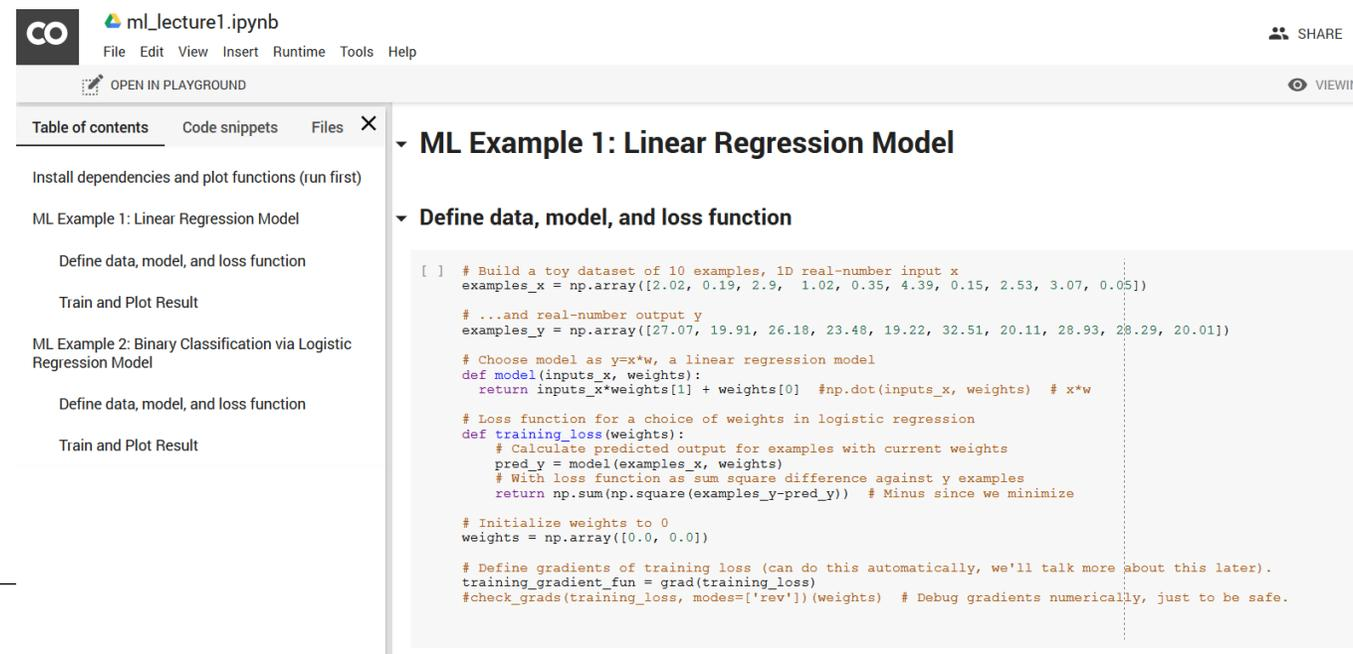 CO
ml_lecture1.ipynb
SHARE
File Edit View Insert Runtime Tools Help
OPEN IN PLAYGROUND
VIEWIN
Table of contents Code snippets Files
Install dependencies and plot functions (run first)
ML Example 1: Linear Regression Model
Define data, model, and loss function
Train and Plot Result
ML Example 2: Binary Classification via Logistic
Regression Model
Define data, model, and loss function
Train and Plot Result
ML Example 1: Linear Regression Model
Define data, model, and loss function
[ ] # Build a toy dataset of 10 examples, 1D real-number input x
examples_x = np.array([2.02, 0.19, 2.9,  1.02, 0.35, 4.39, 0.15, 2.53, 3.07, 0.05])
# ...and real-number output y
examples_y = np.array([27.07, 19.91, 26.18, 23.48, 19.22, 32.51, 20.11, 28.93, 28.29, 20.01])
# Choose model as y=x*w, a linear regression model
def model(inputs_x, weights):
  return inputs_x*weights[1] + weights[0]  #np.dot(inputs_x, weights)  # x*w
# Loss function for a choice of weights in logistic regression
def training_loss(weights):
    # Calculate predicted output for examples with current weights
    pred_y = model(examples_x, weights)
    # With loss function as sum square difference against y examples
    return np.sum(np.square(examples_y-pred_y))  # Minus since we minimize
# Initialize weights to 0
weights = np.array([0.0, 0.0])
# Define gradients of training loss (can do this automatically, we'll talk more about this later).
training_gradient_fun = grad(training_loss)
#check_grads(training_loss, modes=['rev'])(weights)  # Debug gradients numerically, just to be safe.